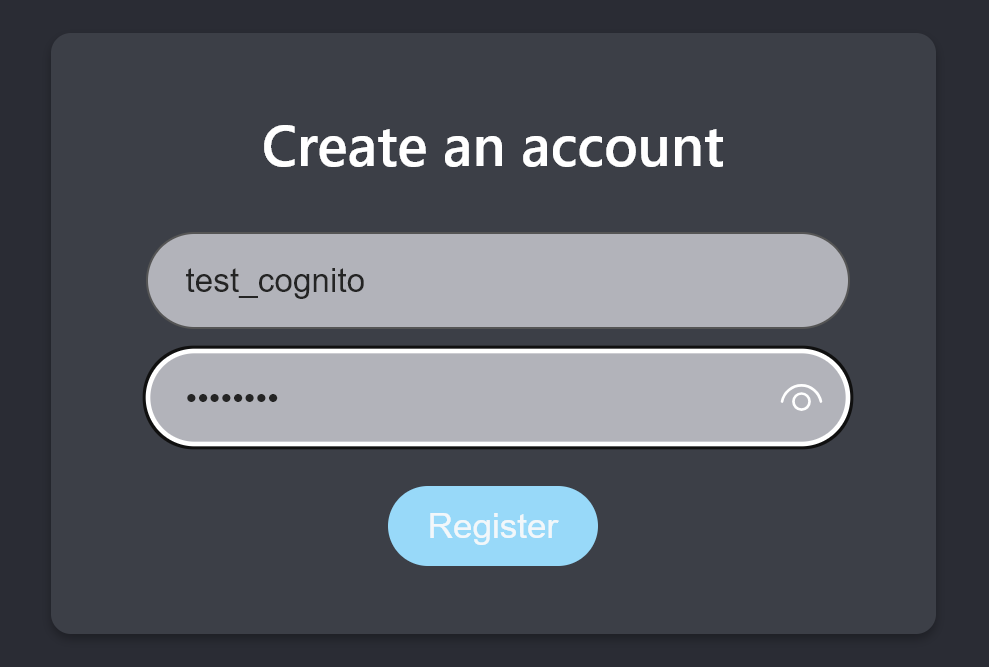 Create an account
test_cognito
••••••••
Register